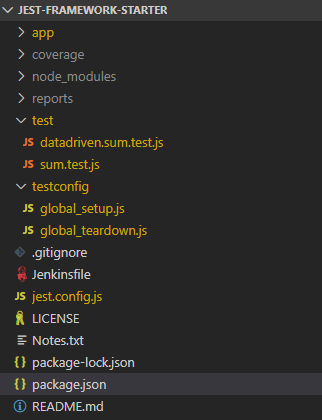 JEST-FRAMEWORK-STARTER
app
coverage
node_modules
reports
test
JS datadriven.sum.test.js
JS sum.test.js
testconfig
JS global_setup.js
JS global_teardown.js
.gitignore
Jenkinsfile
JS jest.config.js
LICENSE
Notes.txt
{ } package-lock.json
{ } package.json
README.md